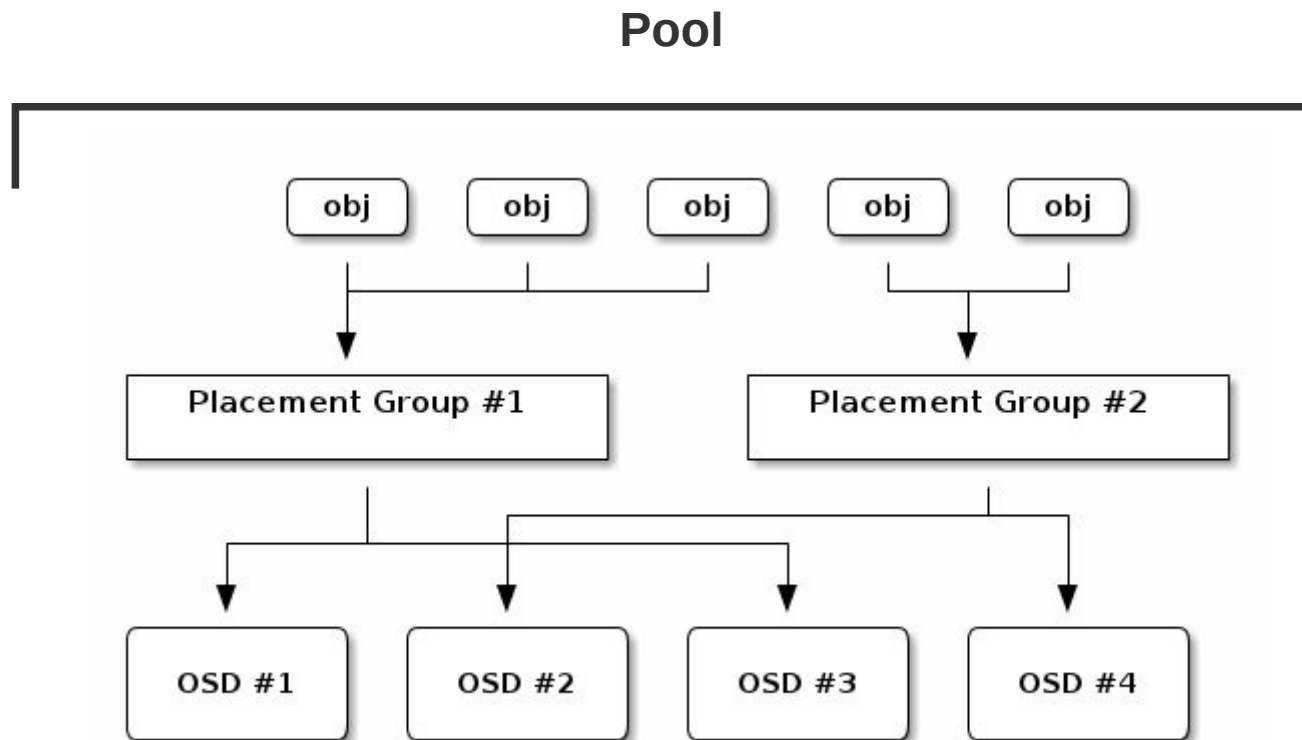 Pool
obj obj obj obj obj
Placement Group #1 Placement Group #2
OSD #1 OSD #2 OSD #3 OSD #4